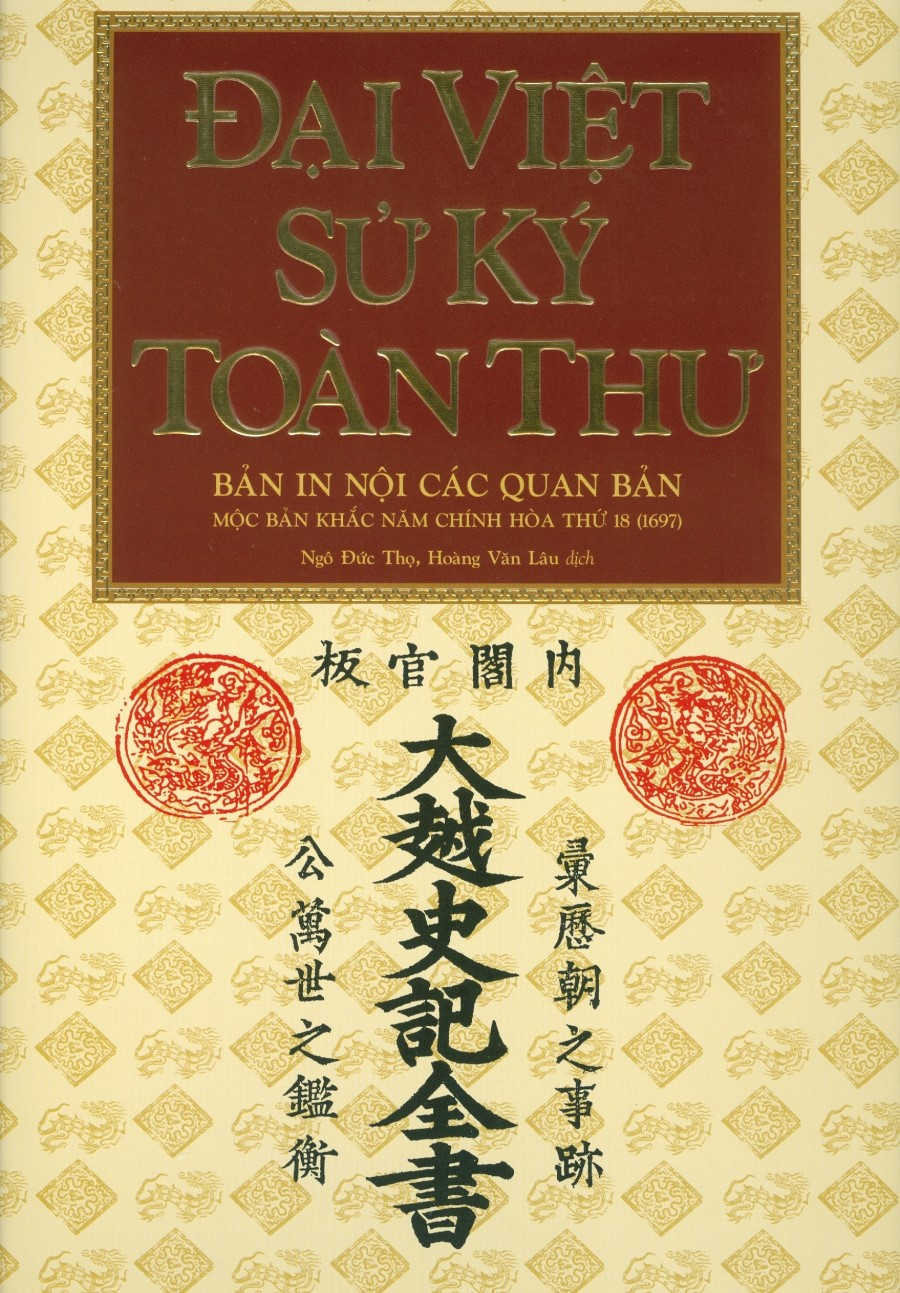 ĐẠI VIỆT
SỬ KÝ
TOÀN THƯ
BẢN IN NỘI CÁC QUAN BẢN
MỘC BẢN KHẮC NĂM CHÍNH HÒA THỨ 18 (1697)
Ngô Đức Thọ, Hoàng Văn Lâu dịch
內閣官板
彙歷朝之事跡
大越史記全書
公萬世之鑑衡